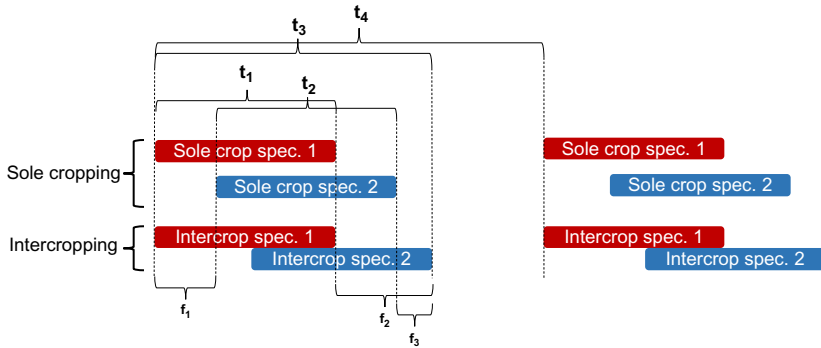 t4
t3
t1
t2
Sole cropping
Sole crop spec. 1
Sole crop spec. 1
Sole crop spec. 2
Sole crop spec. 2
Intercropping
Intercrop spec. 1
Intercrop spec. 1
Intercrop spec. 2
Intercrop spec. 2
f1
f2
f3